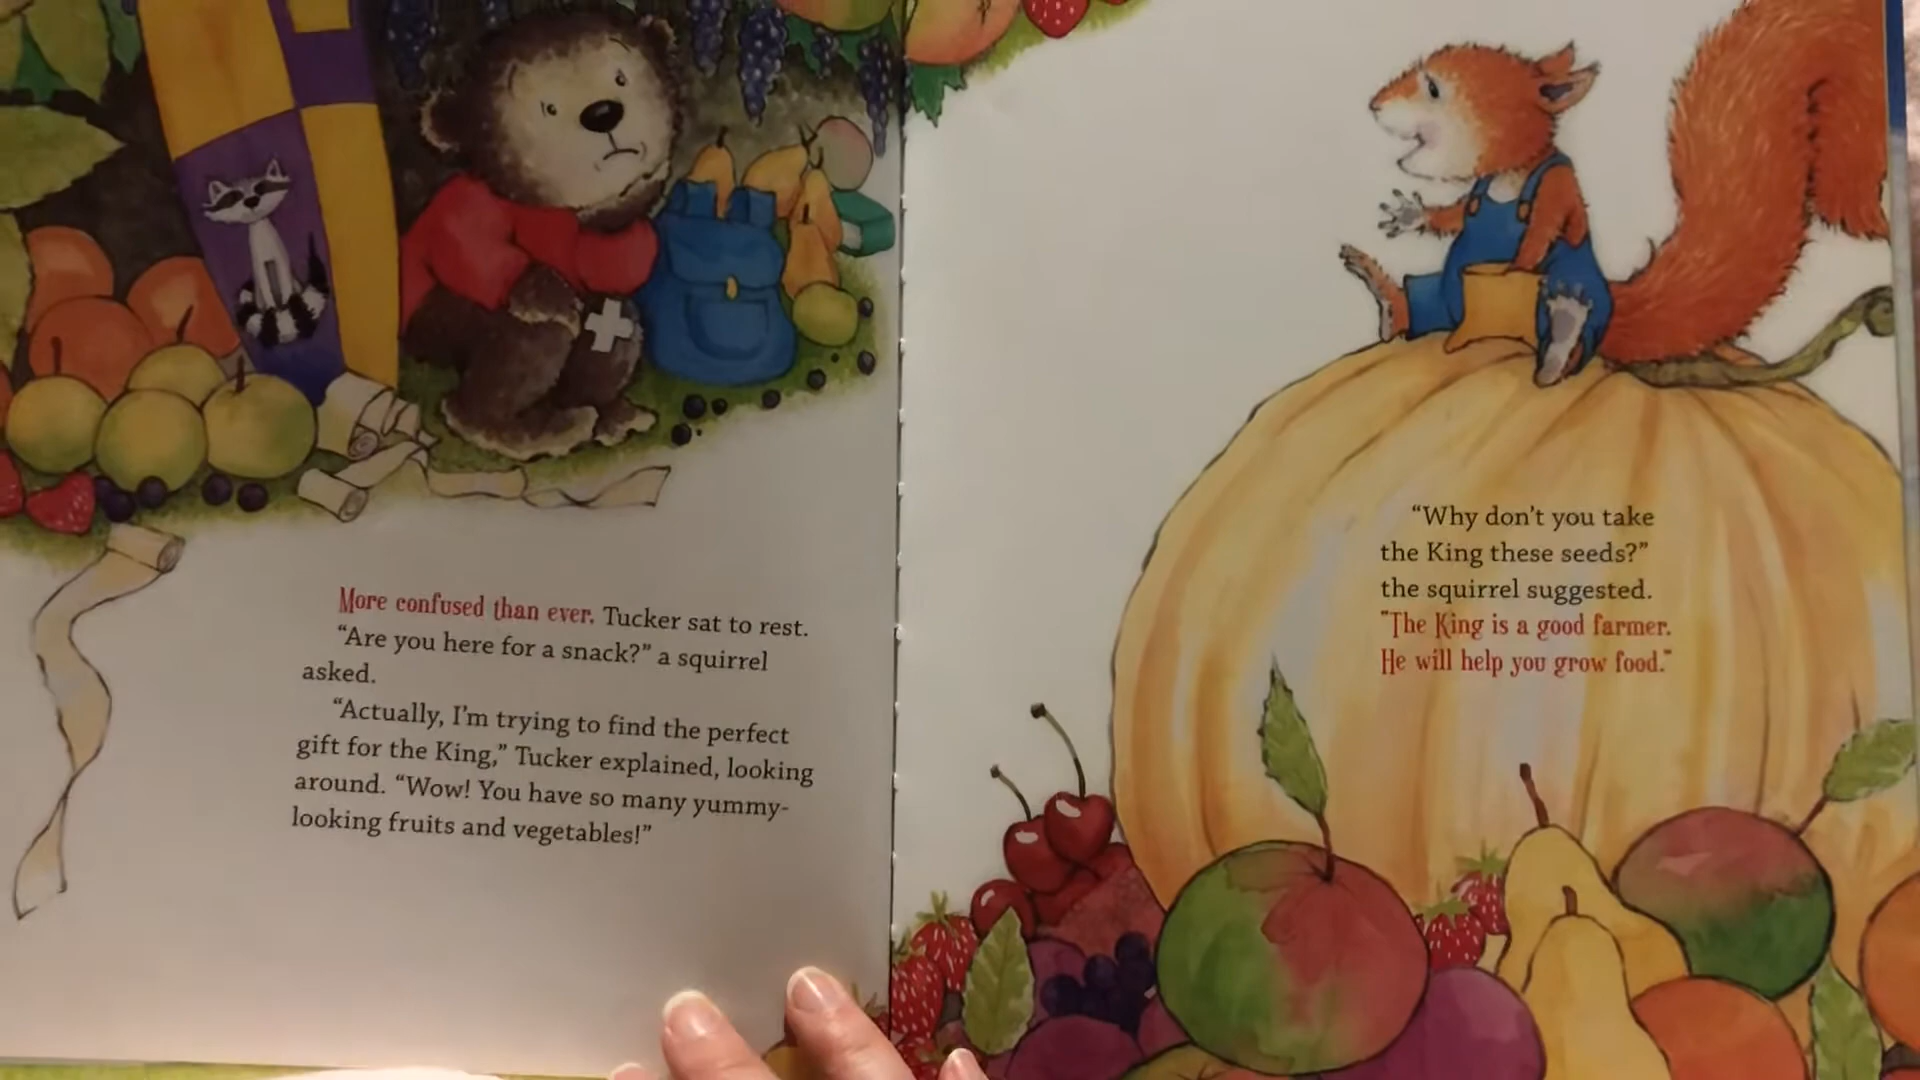 More confused than ever. Tucker sat to rest.
“Are you here for a snack?” a squirrel
asked.
“Actually, I’m trying to find the perfect
gift for the King,” Tucker explained, looking
around. “Wow! You have so many yummy-
looking fruits and vegetables!”
“Why don’t you take
the King these seeds?”
the squirrel suggested.
"The King is a good farmer.
He will help you grow food."